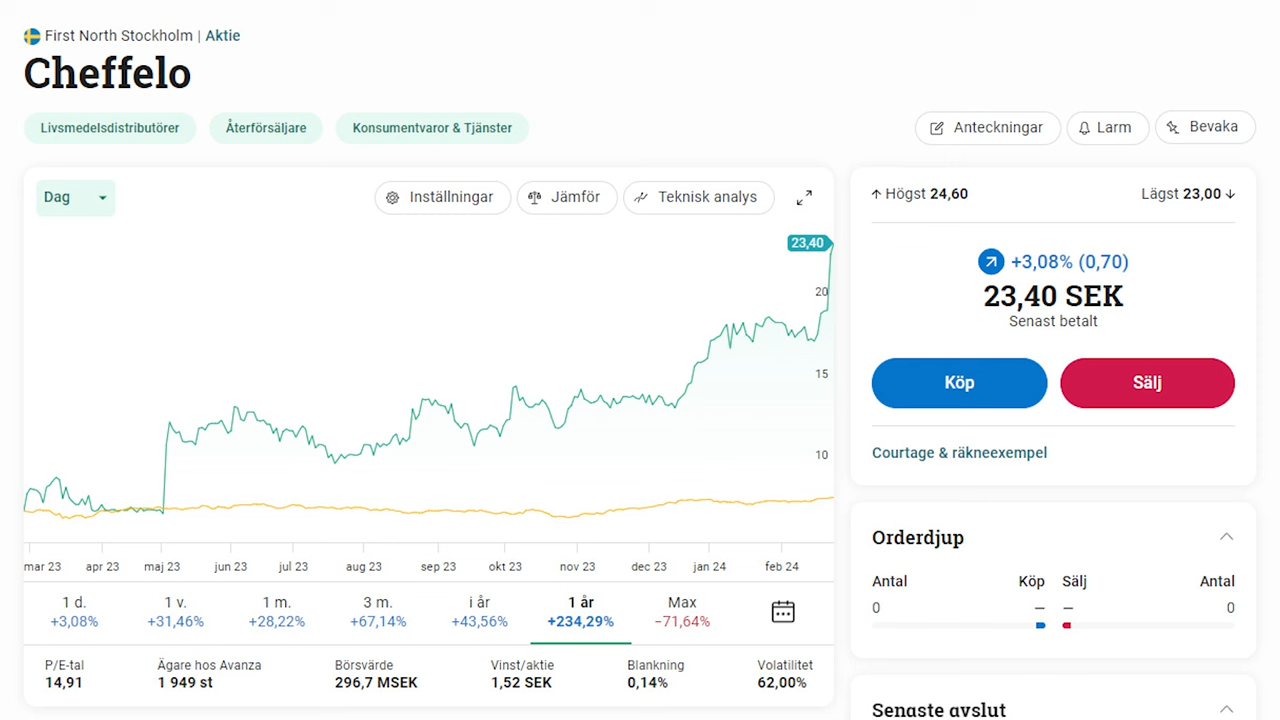 First North Stockholm | Aktie
Cheffelo
Livsmedelsdistributörer
Återförsäljare
Konsumentvaror & Tjänster
Anteckningar
Larm
Bevaka
Dag
Inställningar
Jämför
Teknisk analys
23,40
20
15
10
mar 23 apr 23 maj 23 jun 23 jul 23 aug 23 sep 23 okt 23 nov 23 dec 23 jan 24 feb 24
1 d. 1 v. 1 m. 3 m. i år 1 år Max
+3,08% +31,46% +28,22% +67,14% +43,56% +234,29% −71,64%
P/E-tal Ägare hos Avanza Börsvärde Vinst/aktie Blankning Volatilitet
14,91 1 949 st 296,7 MSEK 1,52 SEK 0,14% 62,00%
↑ Högst 24,60 Lägst 23,00 ↓
+3,08% (0,70)
23,40 SEK
Senast betalt
Köp Sälj
Courtage & räkneexempel
Orderdjup
Antal Köp Sälj Antal
0 – – 0
Senaste avslut